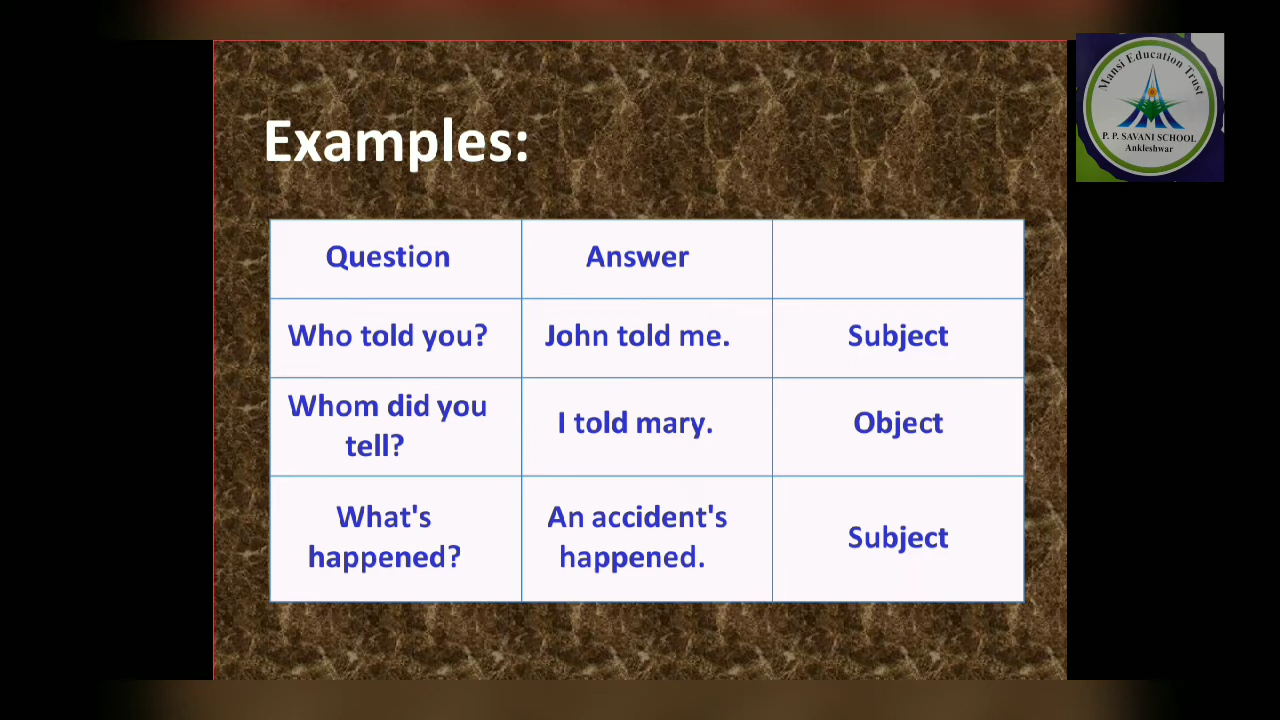 Mansi Education Trust
P. P. SAVANI SCHOOL
Ankleshwar
Examples:
Question
Answer
Who told you?
John told me.
Subject
Whom did you
tell?
I told mary.
Object
What's
happened?
An accident's
happened.
Subject